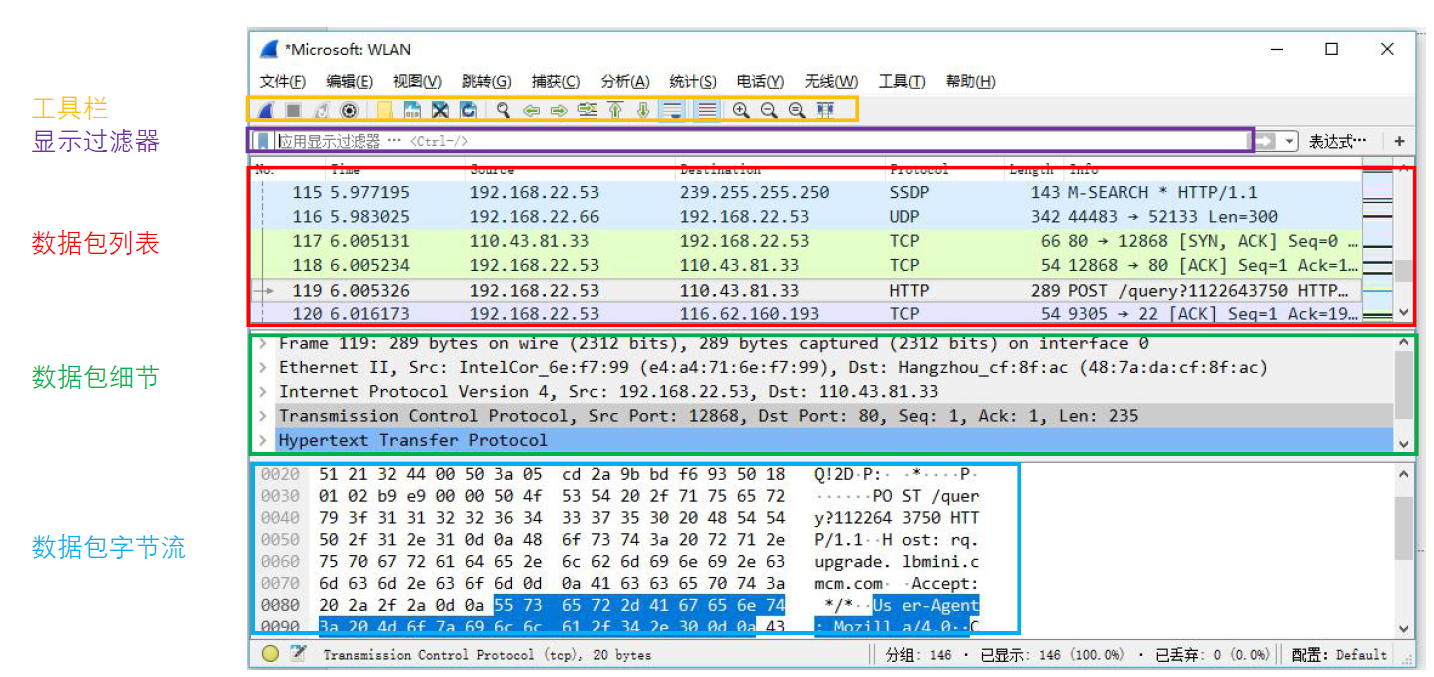 *Microsoft: WLAN
文件(F) 编辑(E) 视图(V) 跳转(G) 捕获(C) 分析(A) 统计(S) 电话(Y) 无线(W) 工具(T) 帮助(H)
工具栏
显示过滤器
应用显示过滤器 ⋯ <Ctrl-/> 表达式⋯ +
No. Time Source Destination Protocol Length Info
115 5.977195 192.168.22.53 239.255.255.250 SSDP 143 M-SEARCH * HTTP/1.1
116 5.983025 192.168.22.66 192.168.22.53 UDP 342 44483 → 52133 Len=300
数据包列表
117 6.005131 110.43.81.33 192.168.22.53 TCP 66 80 → 12868 [SYN, ACK] Seq=0 …
118 6.005234 192.168.22.53 110.43.81.33 TCP 54 12868 → 80 [ACK] Seq=1 Ack=1…
119 6.005326 192.168.22.53 110.43.81.33 HTTP 289 POST /query?1122643750 HTTP…
120 6.016173 192.168.22.53 116.62.160.193 TCP 54 9305 → 22 [ACK] Seq=1 Ack=19…
Frame 119: 289 bytes on wire (2312 bits), 289 bytes captured (2312 bits) on interface 0
数据包细节
Ethernet II, Src: IntelCor_6e:f7:99 (e4:a4:71:6e:f7:99), Dst: Hangzhou_cf:8f:ac (48:7a:da:cf:8f:ac)
Internet Protocol Version 4, Src: 192.168.22.53, Dst: 110.43.81.33
Transmission Control Protocol, Src Port: 12868, Dst Port: 80, Seq: 1, Ack: 1, Len: 235
Hypertext Transfer Protocol
0020 51 21 32 44 00 50 3a 05 cd 2a 9b bd f6 93 50 18 Q!2D·P:· ·*····P·
0030 01 02 b9 e9 00 00 50 4f 53 54 20 2f 71 75 65 72 ······PO ST /quer
0040 79 3f 31 31 32 32 36 34 33 37 35 30 20 48 54 54 y?112264 3750 HTT
数据包字节流
0050 50 2f 31 2e 31 0d 0a 48 6f 73 74 3a 20 72 71 2e P/1.1··H ost: rq.
0060 75 70 67 72 61 64 65 2e 6c 62 6d 69 6e 69 2e 63 upgrade. lbmini.c
0070 6d 63 6d 2e 63 6f 6d 0d 0a 41 63 63 65 70 74 3a mcm.com· ·Accept:
0080 20 2a 2f 2a 0d 0a 55 73 65 72 2d 41 67 65 6e 74 */*··Us er-Agent
0090 3a 20 4d 6f 7a 69 6c 6c 61 2f 34 2e 30 0d 0a 43 : Mozill a/4.0··C
Transmission Control Protocol (tcp), 20 bytes 分组: 146 · 已显示: 146 (100.0%) · 已丢弃: 0 (0.0%) 配置: Default